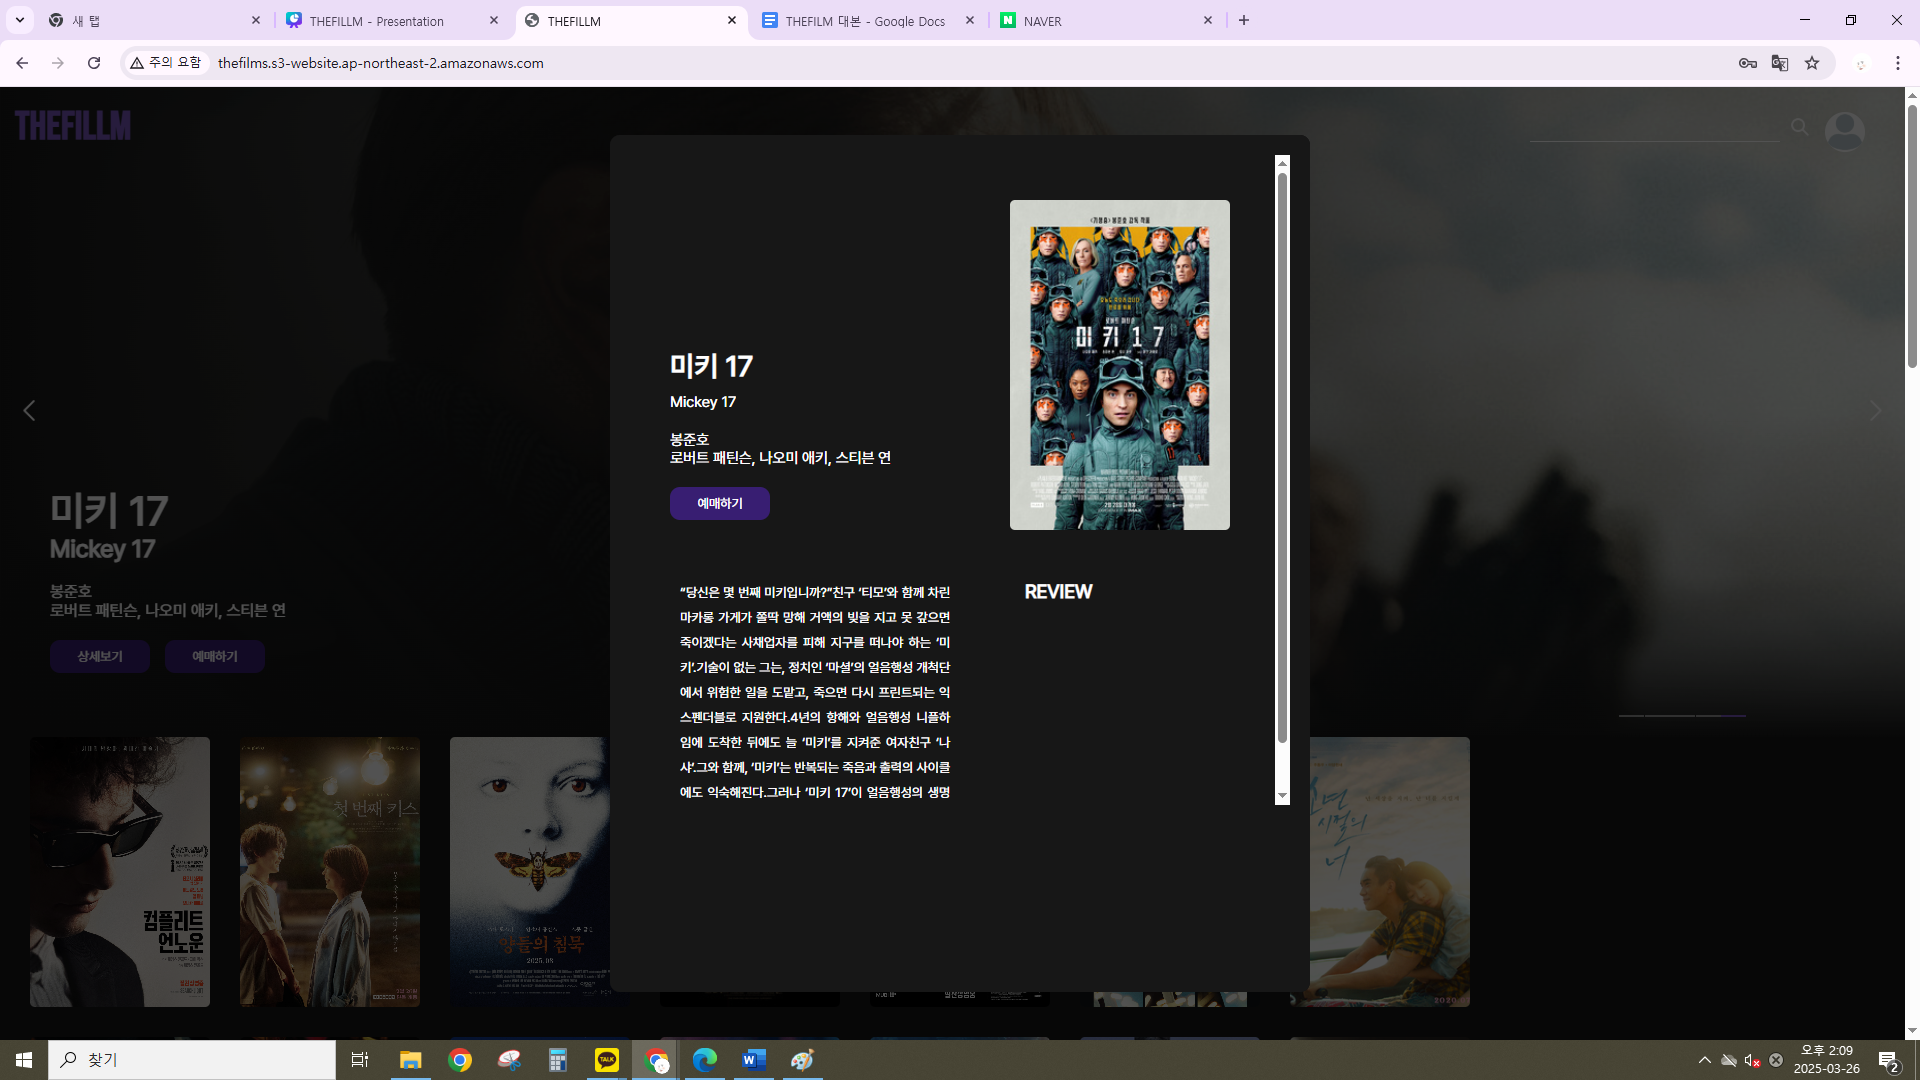 새 탭
THEFILLM - Presentation
THEFILLM
THEFILM 대본 - Google Docs
NAVER
주의 요함
thefilms.s3-website.ap-northeast-2.amazonaws.com
THEFILLM
미키 17
Mickey 17
봉준호
로버트 패틴슨, 나오미 애키, 스티븐 연
상세보기
예매하기
미키 17
Mickey 17
봉준호
로버트 패틴슨, 나오미 애키, 스티븐 연
예매하기
미키 17
“당신은 몇 번째 미키입니까?”친구 ‘티모’와 함께 차린
마카롱 가게가 쫄딱 망해 거액의 빚을 지고 못 갚으면
죽이겠다는 사채업자를 피해 지구를 떠나야 하는 ‘미
키’.기술이 없는 그는, 정치인 ‘마셜’의 얼음행성 개척단
에서 위험한 일을 도맡고, 죽으면 다시 프린트되는 익
스펜더블로 지원한다.4년의 항해와 얼음행성 니플하
임에 도착한 뒤에도 늘 ‘미키’를 지켜준 여자친구 ‘나
샤’.그와 함께, ‘미키’는 반복되는 죽음과 출력의 사이클
에도 익숙해진다.그러나 ‘미키 17’이 얼음행성의 생명
REVIEW
컴플리트
언노운
첫 번째 키스
양들의 침묵
2025.03
찾기
TALK
오후 2:09
2025-03-26
2